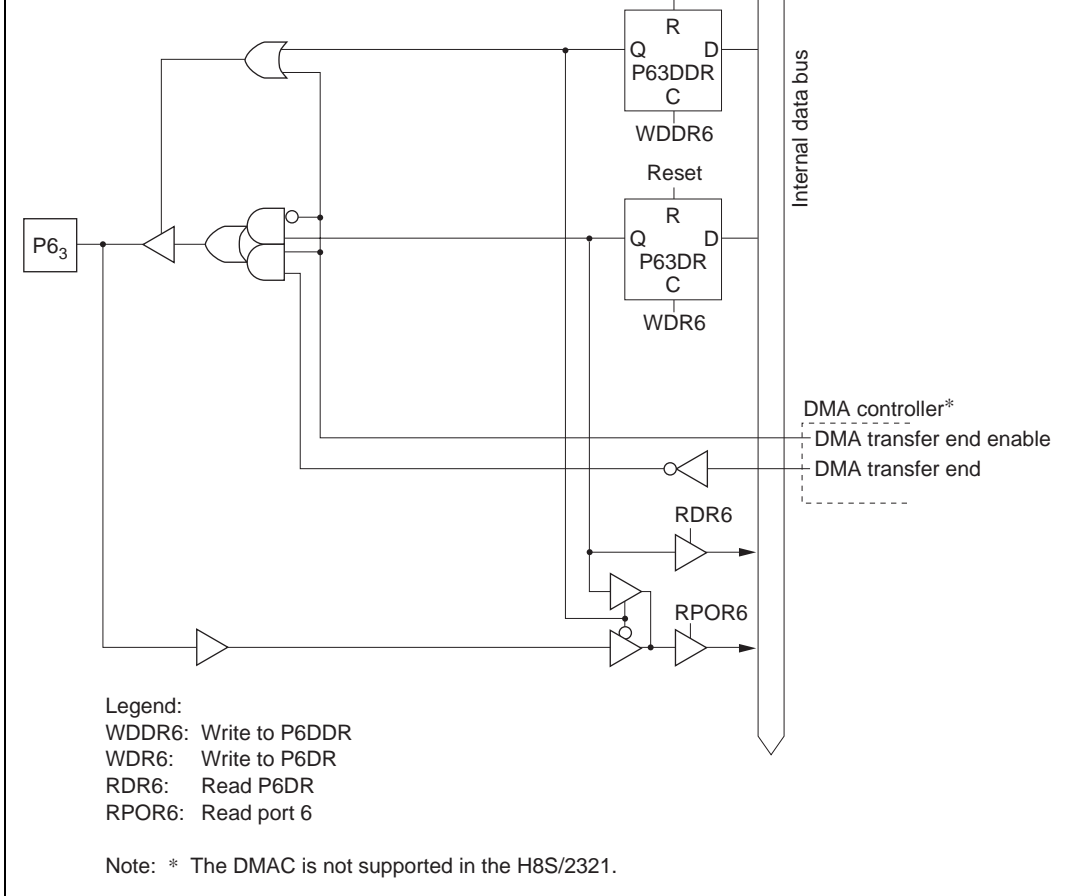 R
Q D
P63DDR
C
WDDR6
Internal data bus
Reset
R
Q D
P63DR
C
WDR6
P6₃
DMA controller*
DMA transfer end enable
DMA transfer end
RDR6
RPOR6
Legend:
WDDR6: Write to P6DDR
WDR6: Write to P6DR
RDR6: Read P6DR
RPOR6: Read port 6
Note: * The DMAC is not supported in the H8S/2321.